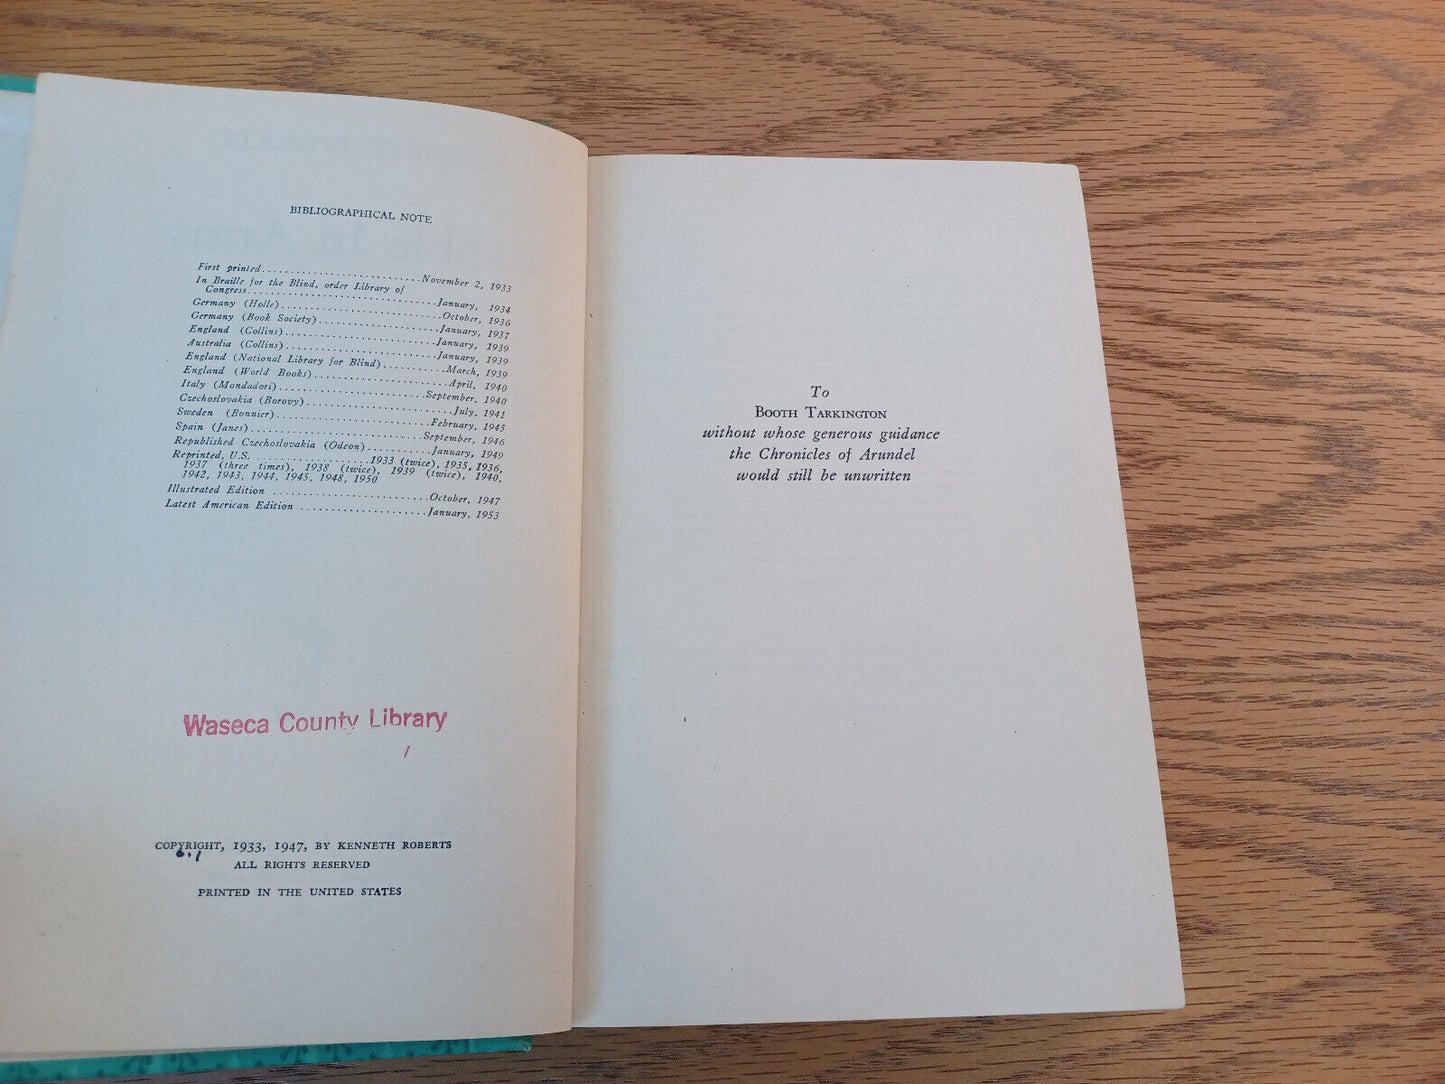 BIBLIOGRAPHICAL NOTE
First printed............................November 2, 1933
In Braille for the Blind, order Library of
Congress.................................January, 1934
Germany (Holle)............................October, 1936
Germany (Book Society).....................January, 1937
England (Collins)..........................January, 1939
Australia (Collins)........................January, 1939
England (National Library for Blind)...........March, 1939
England (World Books)........................April, 1940
Italy (Mondadori)..........................September, 1940
Czechoslovakia (Borovy)..........................July, 1941
Sweden (Bonnier)...........................February, 1945
Spain (Janes)..............................September, 1946
Republished Czechoslovakia (Odeon)...........January, 1949
Reprinted, U.S. .....................1933 (twice), 1935, 1936,
1937 (three times), 1938 (twice), 1939 (twice), 1940,
1942, 1943, 1944, 1945, 1948, 1950
Illustrated Edition .........................October, 1947
Latest American Edition .....................January, 1953
Waseca County Library
COPYRIGHT, 1933, 1947, BY KENNETH ROBERTS
ALL RIGHTS RESERVED
PRINTED IN THE UNITED STATES
To
BOOTH TARKINGTON
without whose generous guidance
the Chronicles of Arundel
would still be unwritten